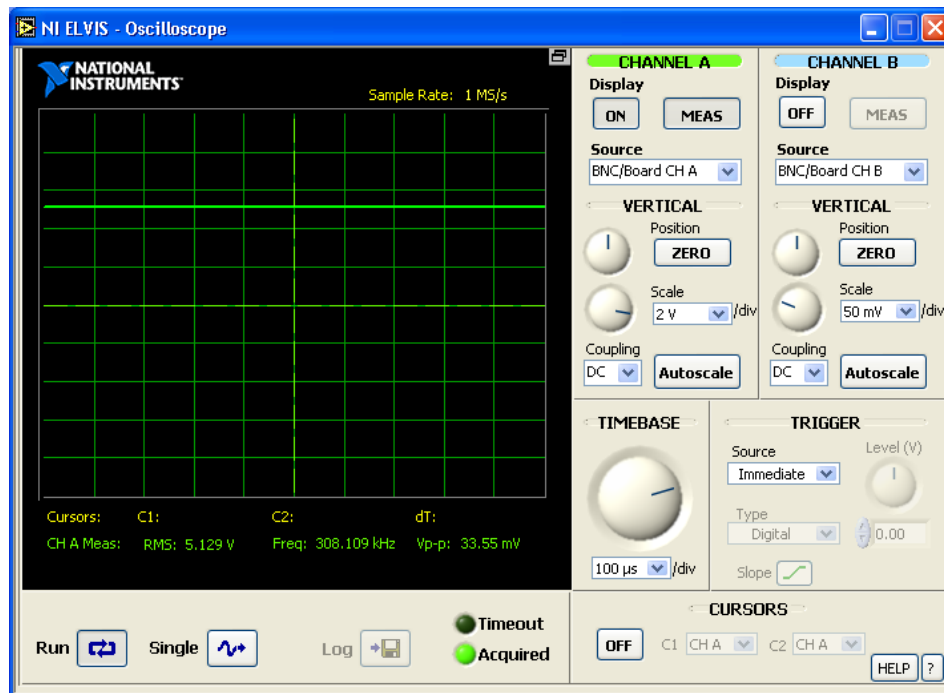 NI ELVIS - Oscilloscope
NATIONAL
INSTRUMENTS™
Sample Rate: 1 MS/s
Cursors: C1: C2: dT:
CH A Meas: RMS: 5.129 V Freq: 308.109 kHz Vp-p: 33.55 mV
CHANNEL A
Display
ON MEAS
Source
BNC/Board CH A
VERTICAL
Position
ZERO
Scale
2 V /div
Coupling
DC Autoscale
CHANNEL B
Display
OFF MEAS
Source
BNC/Board CH B
VERTICAL
Position
ZERO
Scale
50 mV /div
Coupling
DC Autoscale
TIMEBASE
100 µs /div
TRIGGER
Source Level (V)
Immediate
Type
Digital 0.00
Slope
Run Single Log
Timeout
Acquired
CURSORS
OFF C1 CH A C2 CH A
HELP ?